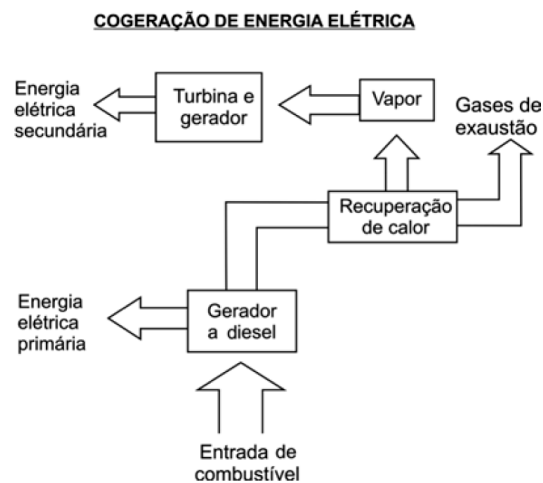 COGERAÇÃO DE ENERGIA ELÉTRICA
Energia
elétrica
secundária
Turbina e
gerador
Vapor
Gases de
exaustão
Recuperação
de calor
Energia
elétrica
primária
Gerador
a diesel
Entrada de
combustível